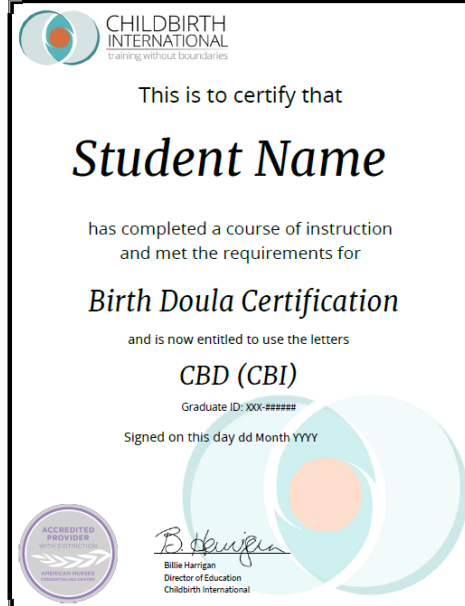 CHILDBIRTH
INTERNATIONAL
training without boundaries
This is to certify that
Student Name
has completed a course of instruction
and met the requirements for
Birth Doula Certification
and is now entitled to use the letters
CBD (CBI)
Graduate ID: XXX-######
Signed on this day dd Month YYYY
ACCREDITED
PROVIDER
WITH DISTINCTION
AMERICAN NURSES
CREDENTIALING CENTER
B. Harrigan
Billie Harrigan
Director of Education
Childbirth International